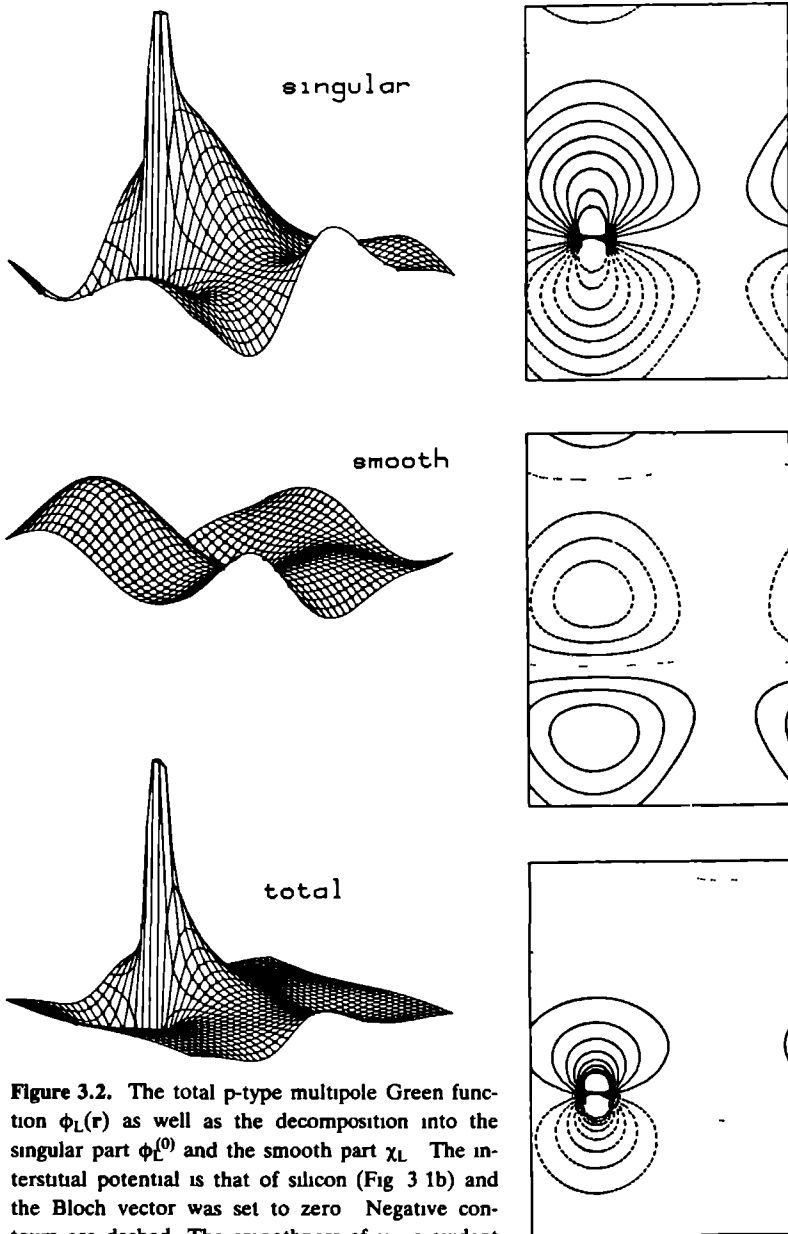 singular
smooth
total
Figure 3.2. The total p-type multipole Green func-
tion ϕL(r) as well as the decomposition into the
singular part ϕL(0) and the smooth part χL The in-
terstitial potential is that of silicon (Fig 3 1b) and
the Bloch vector was set to zero Negative con-